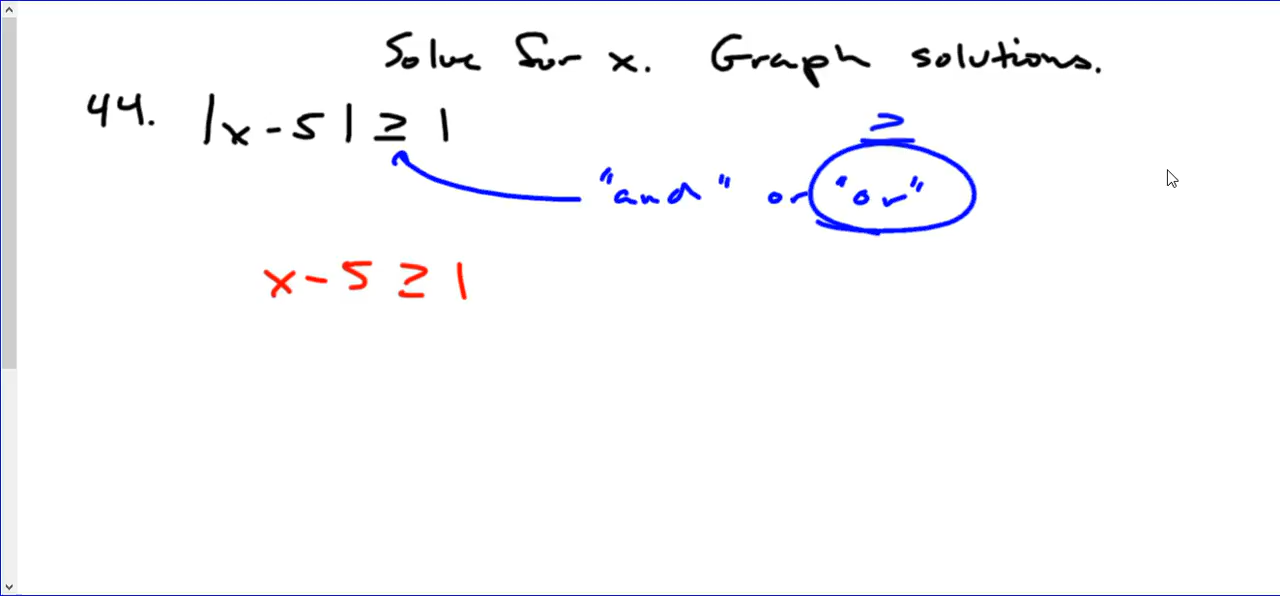 Solve for x. Graph solutions.
44. |x - 5| ≥ 1
≥
"and" or "or"
x - 5 ≥ 1